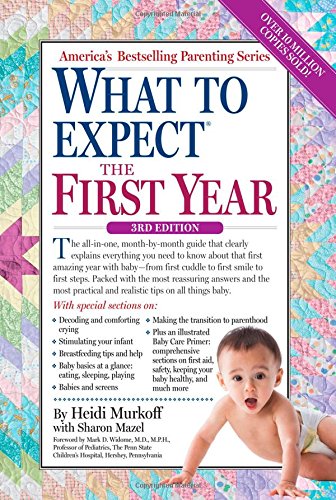 America's Bestselling Parenting Series
OVER 10 MILLION
COPIES SOLD!
WHAT TO
EXPECT®
THE
FIRST YEAR
3RD EDITION
The all-in-one, month-by-month guide that clearly
explains everything you need to know about that first
amazing year with baby—from first cuddle to first smile to
first steps. Packed with the most reassuring answers and the
most practical and realistic tips on all things baby.
With special sections on:
• Decoding and comforting
crying
• Stimulating your infant
• Breastfeeding tips and help
• Baby basics at a glance:
eating, sleeping, playing
• Babies and screens
• Making the transition to parenthood
• Plus an illustrated
Baby Care Primer:
comprehensive
sections on first aid,
safety, keeping your
baby healthy, and
much more
By Heidi Murkoff
with Sharon Mazel
Foreword by Mark D. Widome, M.D., M.P.H.,
Professor of Pediatrics, The Penn State
Children's Hospital, Hershey, Pennsylvania
Copyrighted Material
Copyrighted Material